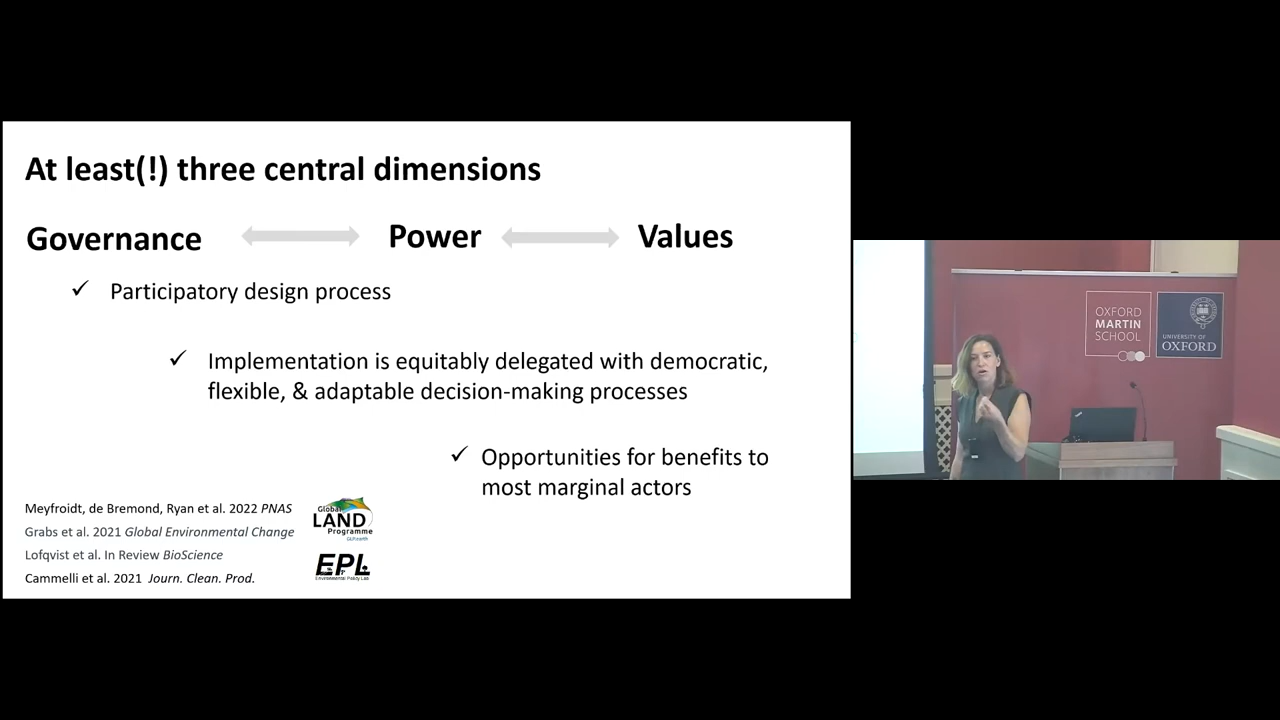 At least(!) three central dimensions
Governance
Power
Values
✓ Participatory design process
✓ Implementation is equitably delegated with democratic,
flexible, & adaptable decision-making processes
✓ Opportunities for benefits to
most marginal actors
Meyfroidt, de Bremond, Ryan et al. 2022 PNAS
Grabs et al. 2021 Global Environmental Change
Lofqvist et al. In Review BioScience
Cammelli et al. 2021 Journ. Clean. Prod.
Global
LAND
Programme
EPL
Environmental Policy Lab
OXFORD
MARTIN
SCHOOL
UNIVERSITY OF
OXFORD